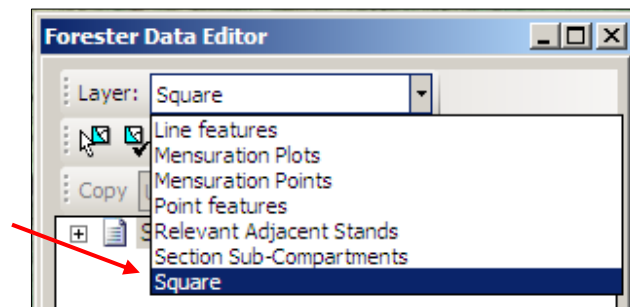 Forester Data Editor
Layer: Square
Line features
Mensuration Plots
Mensuration Points
Copy
Point features
Relevant Adjacent Stands
Section Sub-Compartments
Square